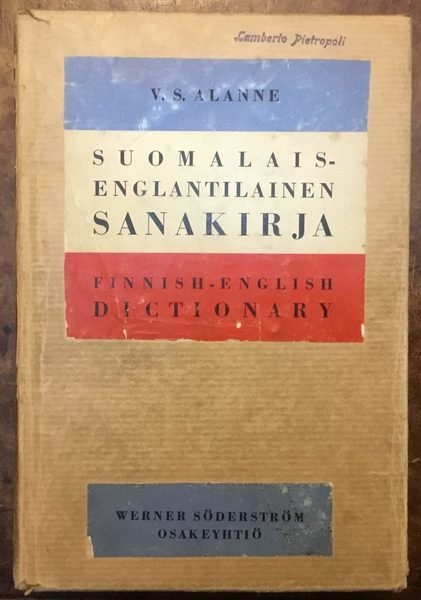 Lamberto Pietropoli
V. S. ALANNE
SUOMALAIS-
ENGLANTILAINEN
SANAKIRJA
FINNISH-ENGLISH
DICTIONARY
WERNER SÖDERSTRÖM
OSAKEYHTIÖ